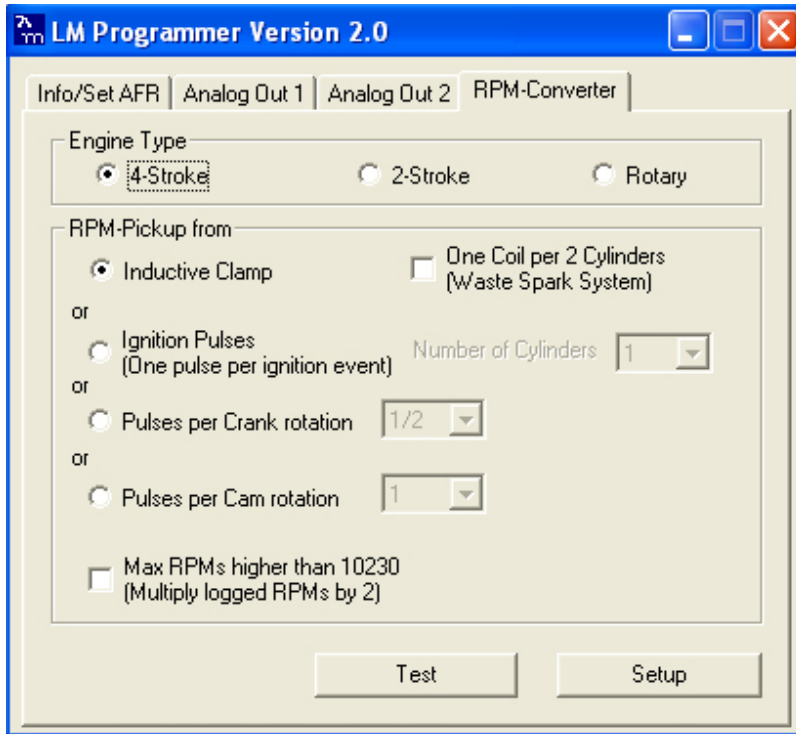 LM Programmer Version 2.0
Info/Set AFR Analog Out 1 Analog Out 2 RPM-Converter
Engine Type
4-Stroke 2-Stroke Rotary
RPM-Pickup from
Inductive Clamp
One Coil per 2 Cylinders
(Waste Spark System)
or
Ignition Pulses
(One pulse per ignition event)
Number of Cylinders 1
or
Pulses per Crank rotation 1/2
or
Pulses per Cam rotation 1
Max RPMs higher than 10230
(Multiply logged RPMs by 2)
Test Setup